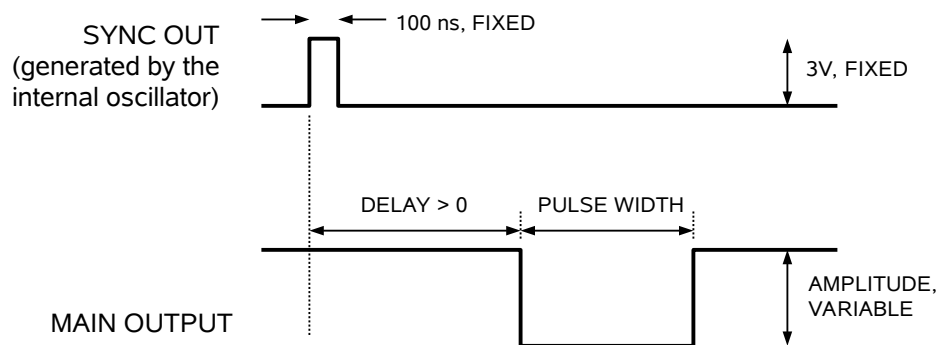 100 ns, FIXED
SYNC OUT
(generated by the
internal oscillator)
3V, FIXED
DELAY > 0
PULSE WIDTH
AMPLITUDE,
VARIABLE
MAIN OUTPUT